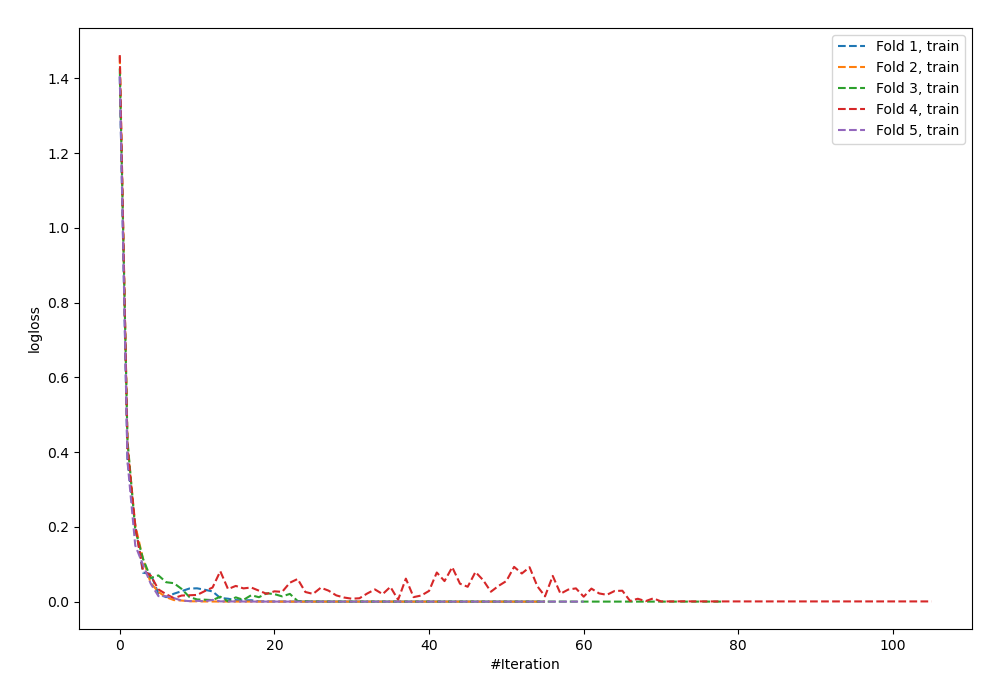 Fold 1, train
Fold 2, train
Fold 3, train
Fold 4, train
Fold 5, train
1.4
1.2
1.0
0.8
0.6
0.4
0.2
0.0
logloss
0
20
40
60
80
100
#Iteration